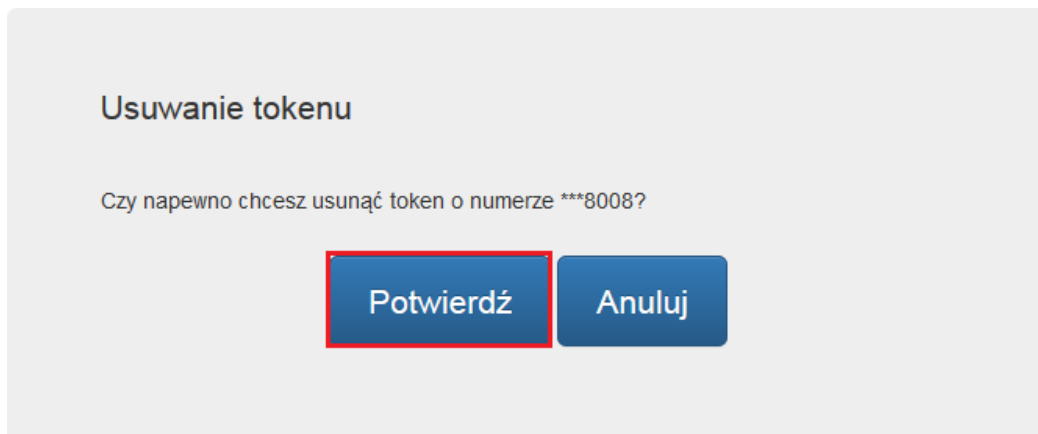 Usuwanie tokenu
Czy napewno chcesz usunąć token o numerze ***8008?
Potwierdź Anuluj